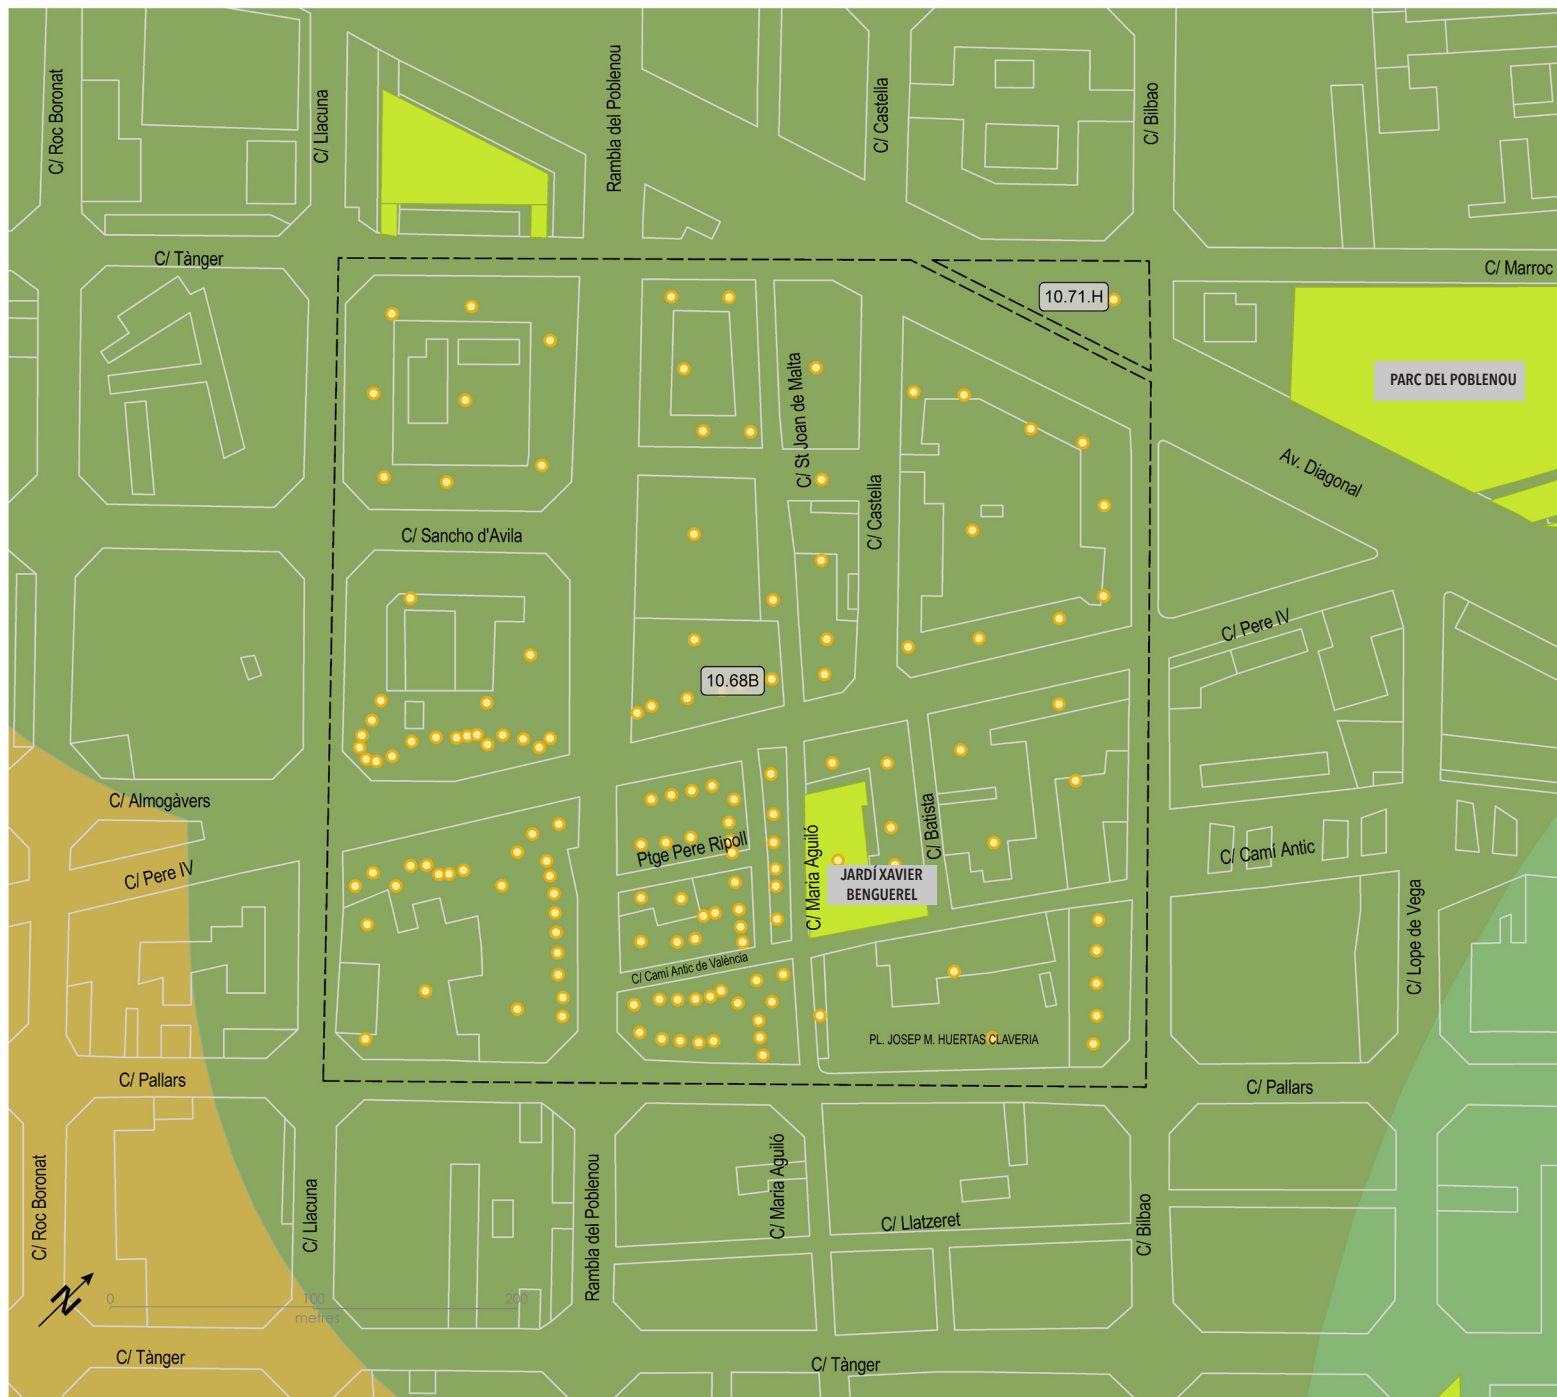 C/ Roc Boronat
C/ Llacuna
Rambla del Poblenou
C/ Castella
C/ Bilbao
C/ Tànger
C/ Marroc
10.71.H
PARC DEL POBLENOU
C/ St Joan de Malta
C/ Castella
Av. Diagonal
C/ Sancho d'Avila
C/ Pere IV
10.68B
C/ Almogàvers
C/ Pere IV
Ptge Pere Ripoll
C/ Maria Aguiló
C/ Batista
C/ Camí Antic
JARDÍ XAVIER
BENGUEREL
C/ Lope de Vega
C/ Camí Antic de València
PL. JOSEP M. HUERTAS CLAVERIA
C/ Pallars
C/ Pallars
C/ Roc Boronat
C/ Llacuna
Rambla del Poblenou
C/ Maria Aguiló
C/ Llatzeret
C/ Bilbao
N
0 100 200
metres
C/ Tànger
C/ Tànger